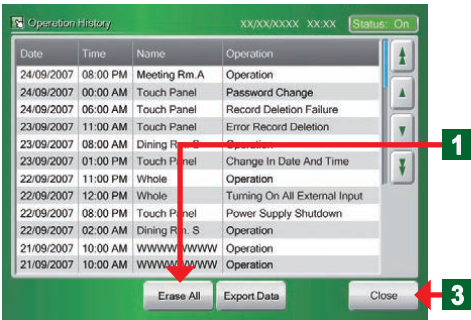 Operation History XX/XX/XXXX XX:XX Status: On
Date Time Name Operation
24/09/2007 08:00 PM Meeting Rm.A Operation
24/09/2007 00:00 AM Touch Panel Password Change
24/09/2007 06:00 AM Touch Panel Record Deletion Failure
23/09/2007 11:00 AM Touch Panel Error Record Deletion
23/09/2007 08:00 AM Dining Operation
23/09/2007 01:00 PM Touch Panel Change In Date And Time
22/09/2007 11:00 PM Whole Operation
22/09/2007 12:00 PM Whole Turning On All External Input
22/09/2007 08:00 PM Touch Panel Power Supply Shutdown
22/09/2007 02:00 AM Dining Rm. S Operation
21/09/2007 10:00 AM WWWWWWWW Operation
21/09/2007 10:00 AM WWWWWWWW Operation
Erase All Export Data Close
1
3